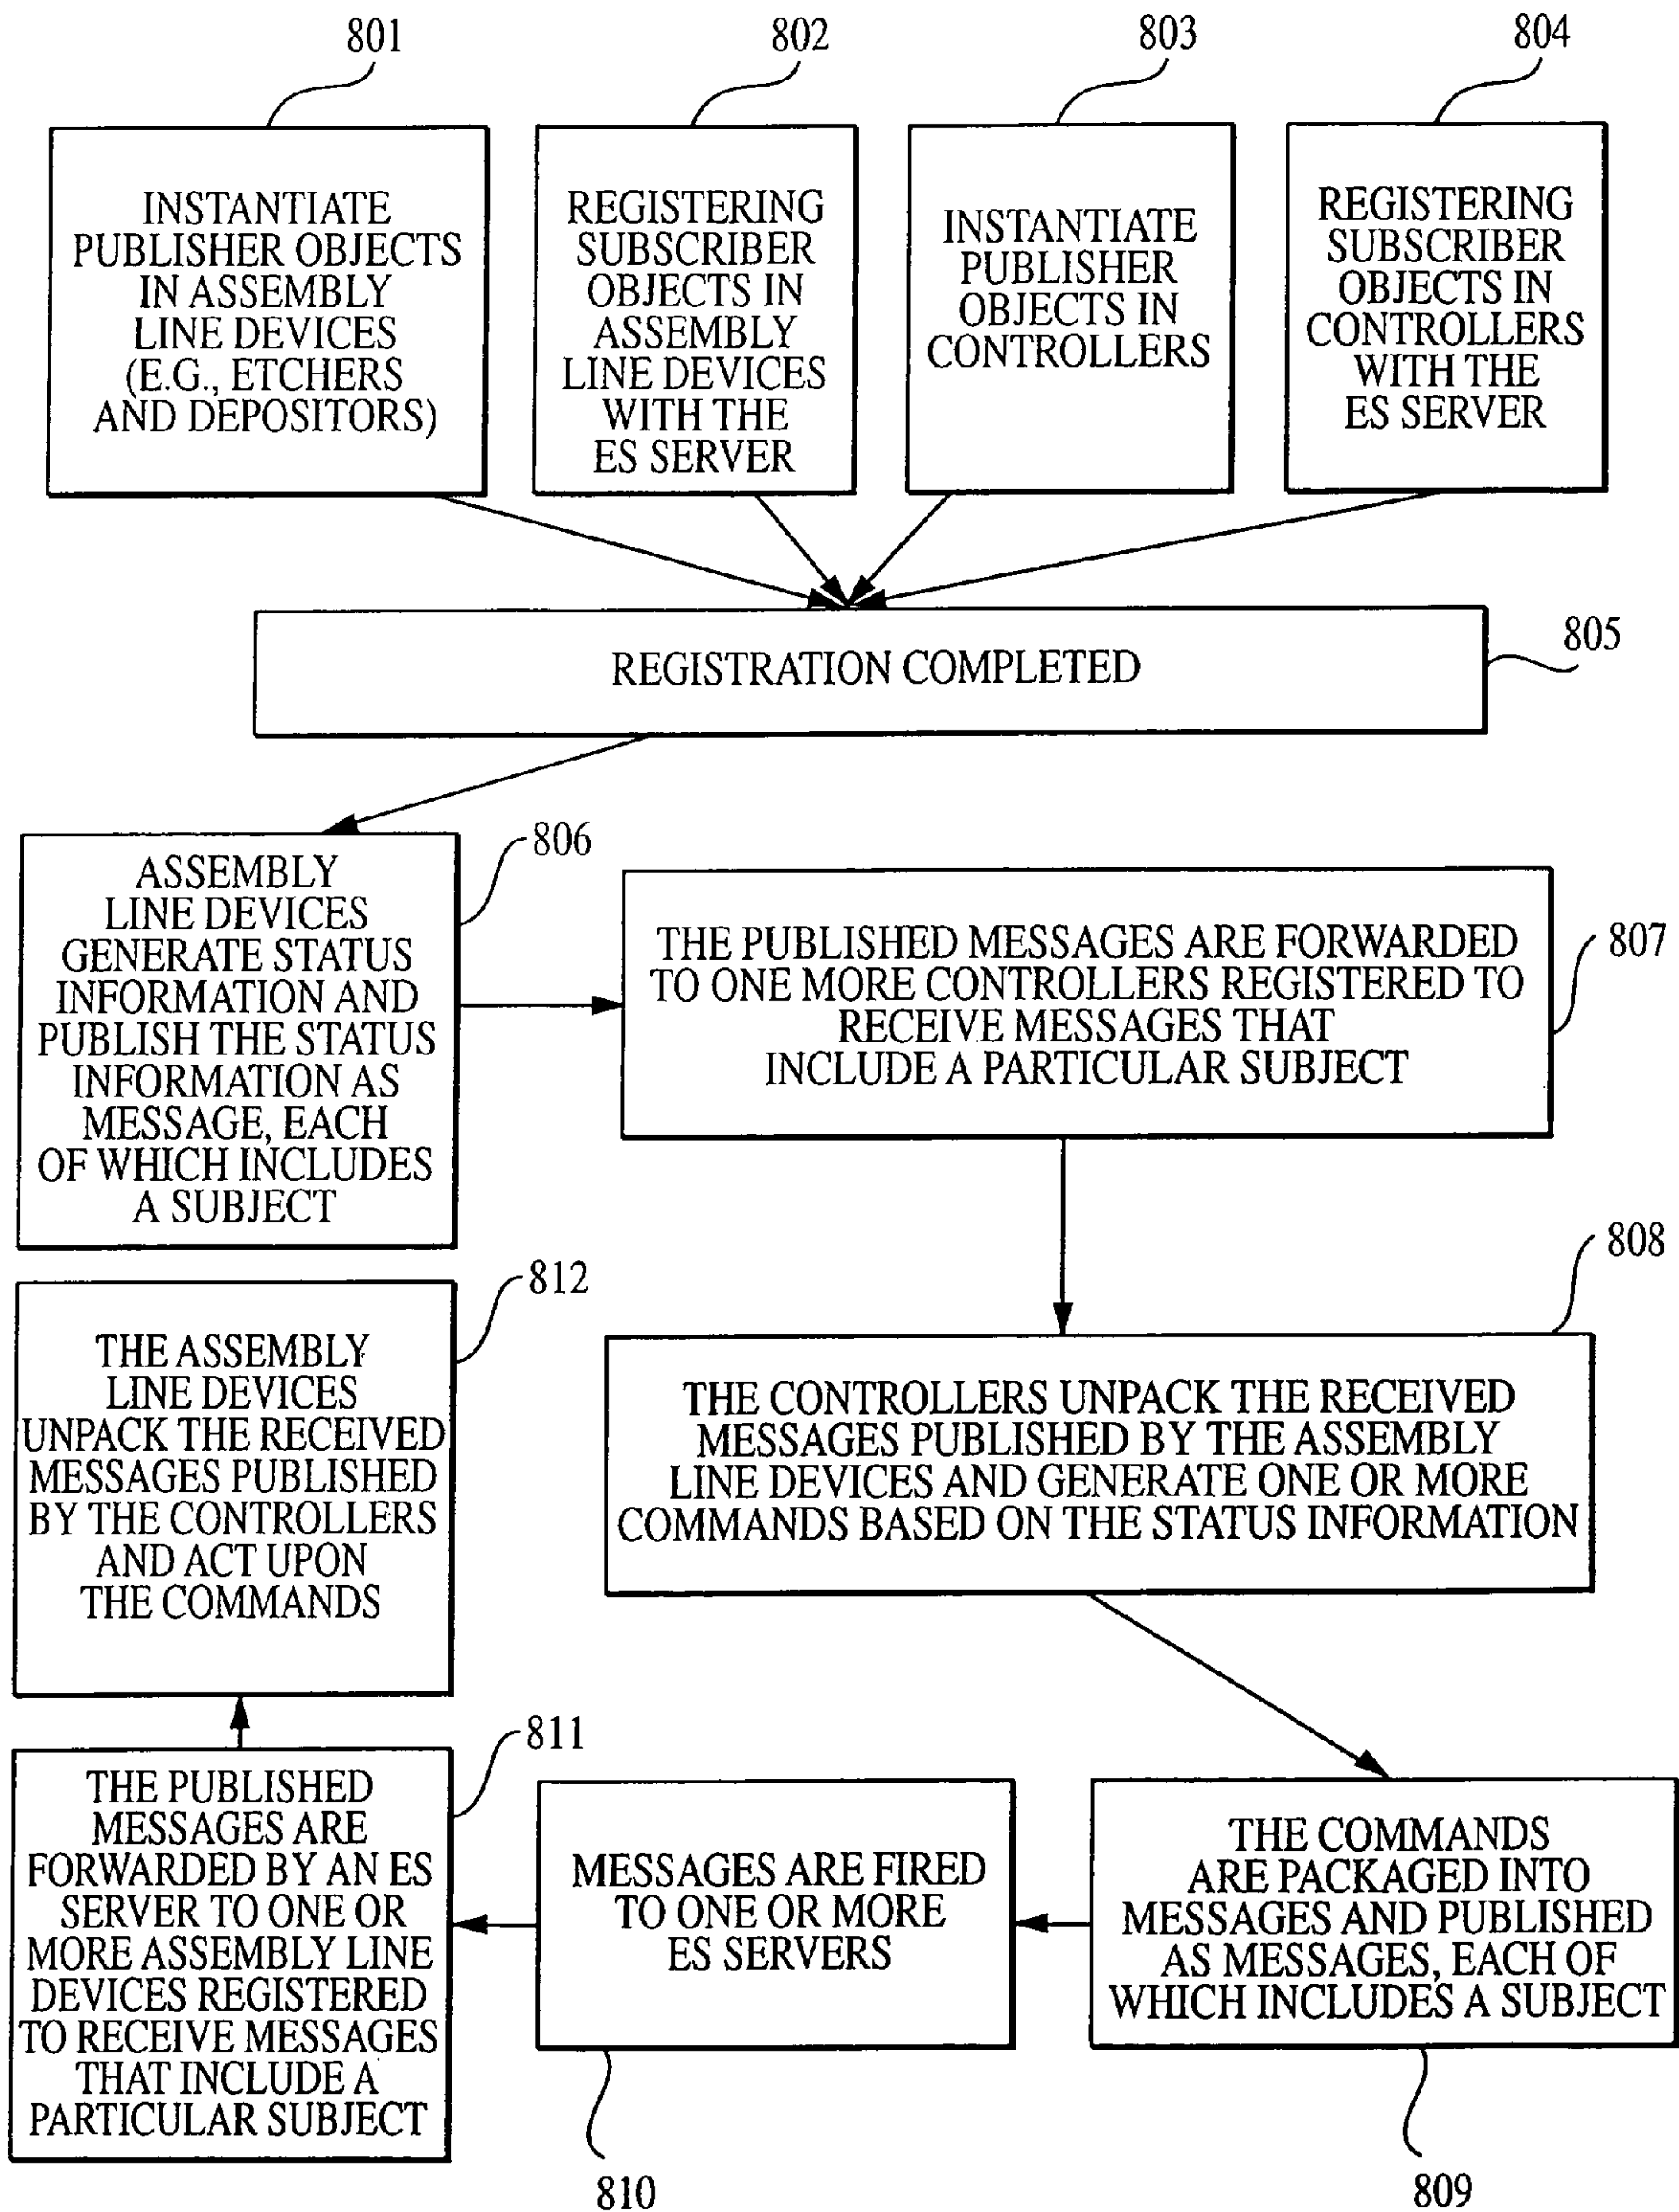 801
802
803
804
INSTANTIATE
PUBLISHER OBJECTS
IN ASSEMBLY
LINE DEVICES
(E.G., ETCHERS
AND DEPOSITORS)
REGISTERING
SUBSCRIBER
OBJECTS IN
ASSEMBLY
LINE DEVICES
WITH THE
ES SERVER
INSTANTIATE
PUBLISHER
OBJECTS IN
CONTROLLERS
REGISTERING
SUBSCRIBER
OBJECTS IN
CONTROLLERS
WITH THE
ES SERVER
REGISTRATION COMPLETED
805
ASSEMBLY
LINE DEVICES
GENERATE STATUS
INFORMATION AND
PUBLISH THE STATUS
INFORMATION AS
MESSAGE, EACH
OF WHICH INCLUDES
A SUBJECT
806
THE PUBLISHED MESSAGES ARE FORWARDED
TO ONE MORE CONTROLLERS REGISTERED TO
RECEIVE MESSAGES THAT
INCLUDE A PARTICULAR SUBJECT
807
808
THE CONTROLLERS UNPACK THE RECEIVED
MESSAGES PUBLISHED BY THE ASSEMBLY
LINE DEVICES AND GENERATE ONE OR MORE
COMMANDS BASED ON THE STATUS INFORMATION
812
THE ASSEMBLY
LINE DEVICES
UNPACK THE RECEIVED
MESSAGES PUBLISHED
BY THE CONTROLLERS
AND ACT UPON
THE COMMANDS
811
THE PUBLISHED
MESSAGES ARE
FORWARDED BY AN ES
SERVER TO ONE OR
MORE ASSEMBLY LINE
DEVICES REGISTERED
TO RECEIVE MESSAGES
THAT INCLUDE A
PARTICULAR SUBJECT
MESSAGES ARE FIRED
TO ONE OR MORE
ES SERVERS
810
THE COMMANDS
ARE PACKAGED INTO
MESSAGES AND PUBLISHED
AS MESSAGES, EACH OF
WHICH INCLUDES A SUBJECT
809